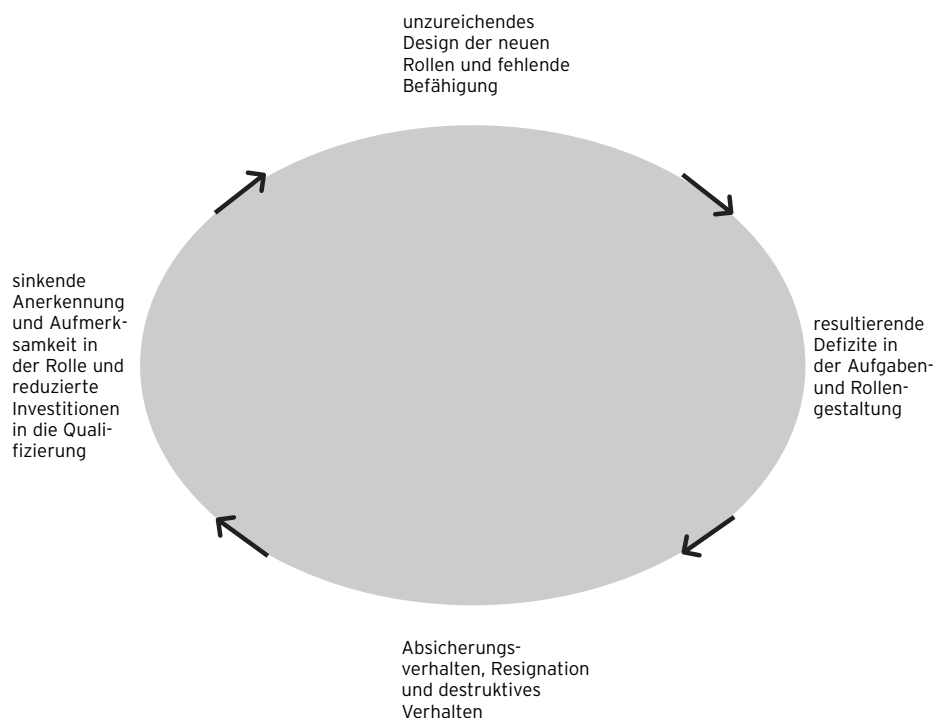 unzureichendes
Design der neuen
Rollen und fehlende
Befähigung
resultierende
Defizite in
der Aufgaben-
und Rollen-
gestaltung
Absicherungs-
verhalten, Resignation
und destruktives
Verhalten
sinkende
Anerkennung
und Aufmerk-
samkeit in
der Rolle und
reduzierte
Investitionen
in die Quali-
fizierung